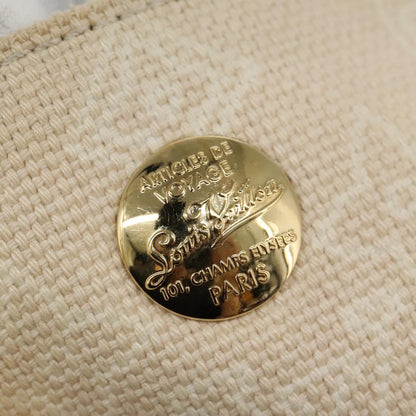 ARTICLES DE
VOYAGE
Louis Vuitton
101, CHAMPS ELYSEES
PARIS